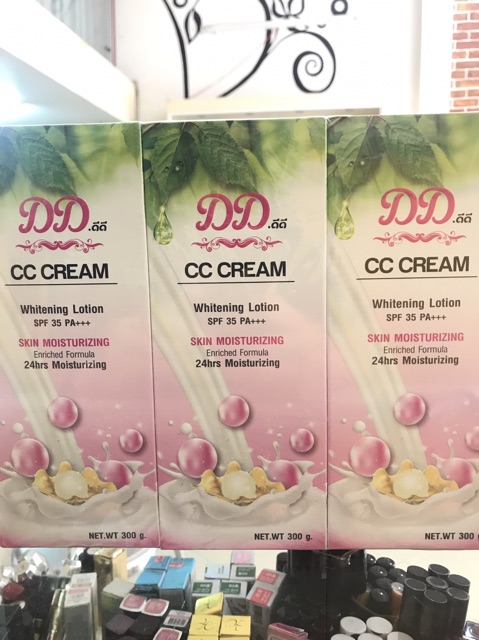 DD.ดีดี
CC CREAM
Whitening Lotion
SPF 35 PA+++
SKIN MOISTURIZING
Enriched Formula
24hrs Moisturizing
NET.WT 300 g.
DD.ดีดี
CC CREAM
Whitening Lotion
SPF 35 PA+++
SKIN MOISTURIZING
Enriched Formula
24hrs Moisturizing
NET.WT 300 g.
DD.ดีดี
CC CREAM
Whitening Lotion
SPF 35 PA+++
SKIN MOISTURIZING
Enriched Formula
24hrs Moisturizing
NET.WT 300 g